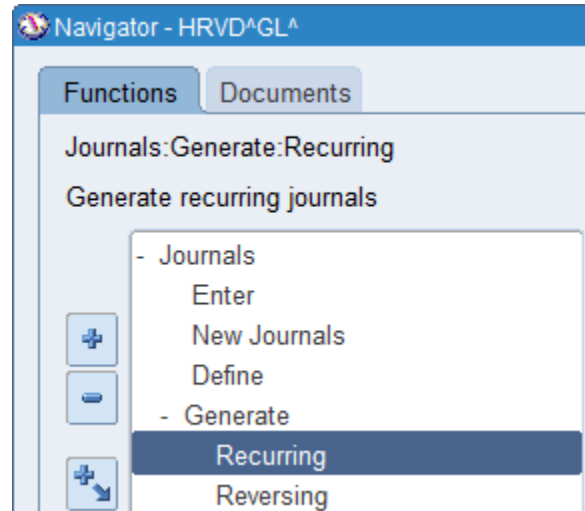 Navigator - HRVD^GL^
Functions Documents
Journals:Generate:Recurring
Generate recurring journals
- Journals
Enter
New Journals
Define
- Generate
Recurring
Reversing